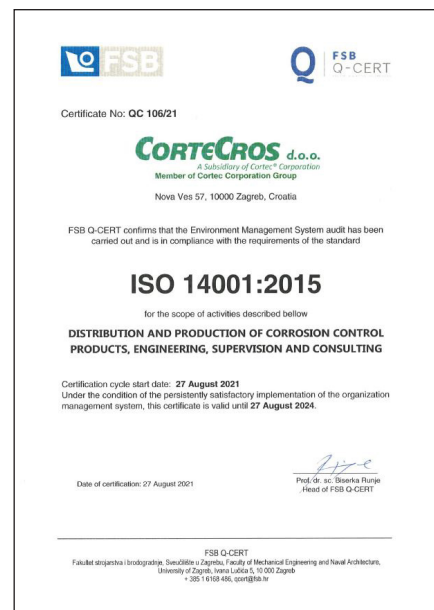 FSB
FSB
Q-CERT
Certificate No: QC 106/21
CORTECROS d.o.o.
A Subsidiary of Cortec® Corporation
Member of Cortec Corporation Group
Nova Ves 57, 10000 Zagreb, Croatia
FSB Q-CERT confirms that the Environment Management System audit has been
carried out and is in compliance with the requirements of the standard
ISO 14001:2015
for the scope of activities described bellow
DISTRIBUTION AND PRODUCTION OF CORROSION CONTROL
PRODUCTS, ENGINEERING, SUPERVISION AND CONSULTING
Certification cycle start date: 27 August 2021
Under the condition of the persistently satisfactory implementation of the organization
management system, this certificate is valid until 27 August 2024.
Date of certification: 27 August 2021
Prof. dr. sc. Biserka Runje
Head of FSB Q-CERT
FSB Q-CERT
Fakultet strojarstva i brodogradnje, Sveučilište u Zagrebu, Faculty of Mechanical Engineering and Naval Architecture,
University of Zagreb, Ivana Lučića 5, 10 000 Zagreb
+ 385 1 6168 486, qcert@fsb.hr